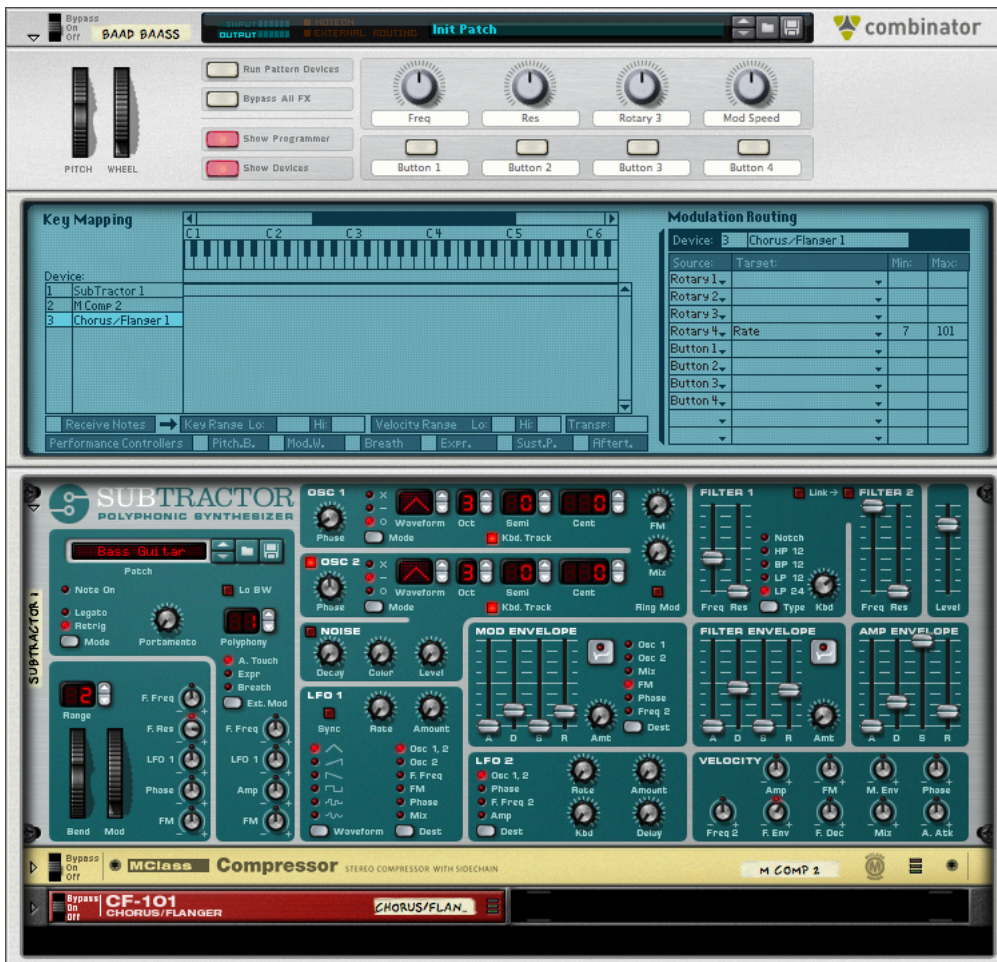 Bypass
On
Off
BAAD BAASS
INPUT
OUTPUT
NOTEON
EXTERNAL ROUTING
Init Patch
combinator
Run Pattern Devices
Bypass All FX
Show Programmer
Show Devices
PITCH WHEEL
Freq Res Rotary 3 Mod Speed
Button 1 Button 2 Button 3 Button 4
Key Mapping
C1 C2 C3 C4 C5 C6
Device:
1 SubTractor 1
2 M Comp 2
3 Chorus/Flanger 1
Receive Notes Key Range Lo: Hi: Velocity Range Lo: Hi: Transp:
Performance Controllers Pitch.B. Mod.W. Breath Expr. Sust.P. Aftert.
Modulation Routing
Device: 3 Chorus/Flanger 1
Source: Target: Min: Max:
Rotary 1
Rotary 2
Rotary 3
Rotary 4 Rate 7 101
Button 1
Button 2
Button 3
Button 4
SUBTRACTOR 1
SUBTRACTOR
POLYPHONIC SYNTHESIZER
Bass Guitar
Patch
Note On
Lo BW
Legato
Retrig
Mode
Portamento
1
Polyphony
A. Touch
Expr
Breath
Ext. Mod
2
Range
F. Freq
F. Res
LFO 1
Phase
FM
F. Freq
LFO 1
Amp
FM
Bend Mod
OSC 1
Phase
X
–
O
Mode
Waveform Oct Semi Cent
3 0 0
Kbd. Track
FM
OSC 2
Phase
X
–
O
Mode
Waveform Oct Semi Cent
3 0 0
Kbd. Track
Mix
Ring Mod
NOISE
Decay Color Level
LFO 1
Sync Rate Amount
Osc 1, 2
Osc 2
F. Freq
FM
Phase
Mix
Waveform Dest
MOD ENVELOPE
A D S R Amt
Osc 1
Osc 2
Mix
FM
Phase
Freq 2
Dest
LFO 2
Osc 1, 2
Phase
F. Freq 2
Amp
Dest
Rate Amount
Kbd Delay
FILTER 1
Link
FILTER 2
Notch
HP 12
BP 12
LP 12
LP 24
Freq Res Type Kbd
Freq Res
Level
FILTER ENVELOPE
A D S R Amt
AMP ENVELOPE
A D S R
VELOCITY
Amp FM M. Env Phase
Freq 2 F. Env F. Dec Mix A. Atk
Bypass
On
Off
MClass Compressor STEREO COMPRESSOR WITH SIDECHAIN
M COMP 2
Bypass
On
Off
CF-101
CHORUS/FLANGER
CHORUS/FLAN_